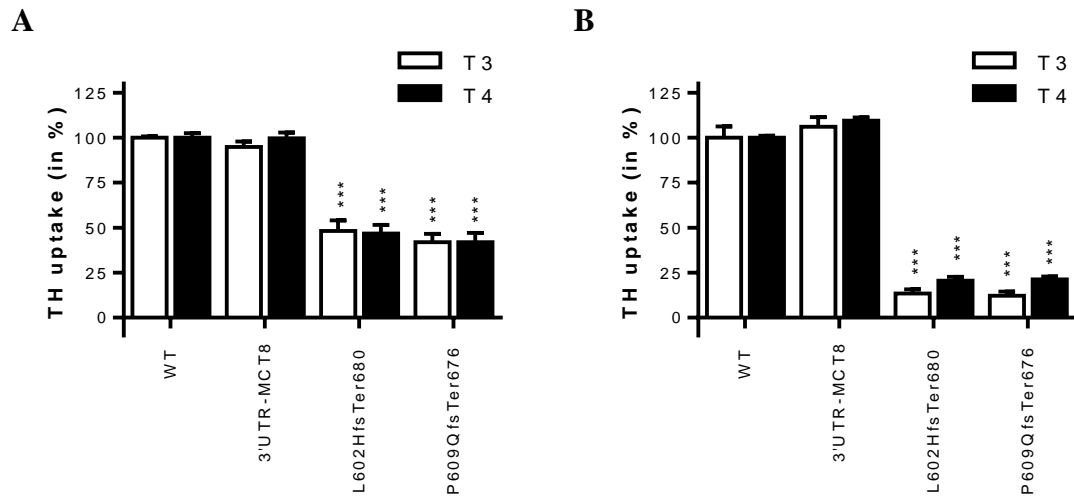 A
T3
T4
TH uptake (in %)
125
100
75
50
25
0
***
***
***
***
WT
3'UTR-MCT8
L602HfsTer680
P609QfsTer676
B
T3
T4
TH uptake (in %)
125
100
75
50
25
0
***
***
***
***
WT
3'UTR-MCT8
L602HfsTer680
P609QfsTer676